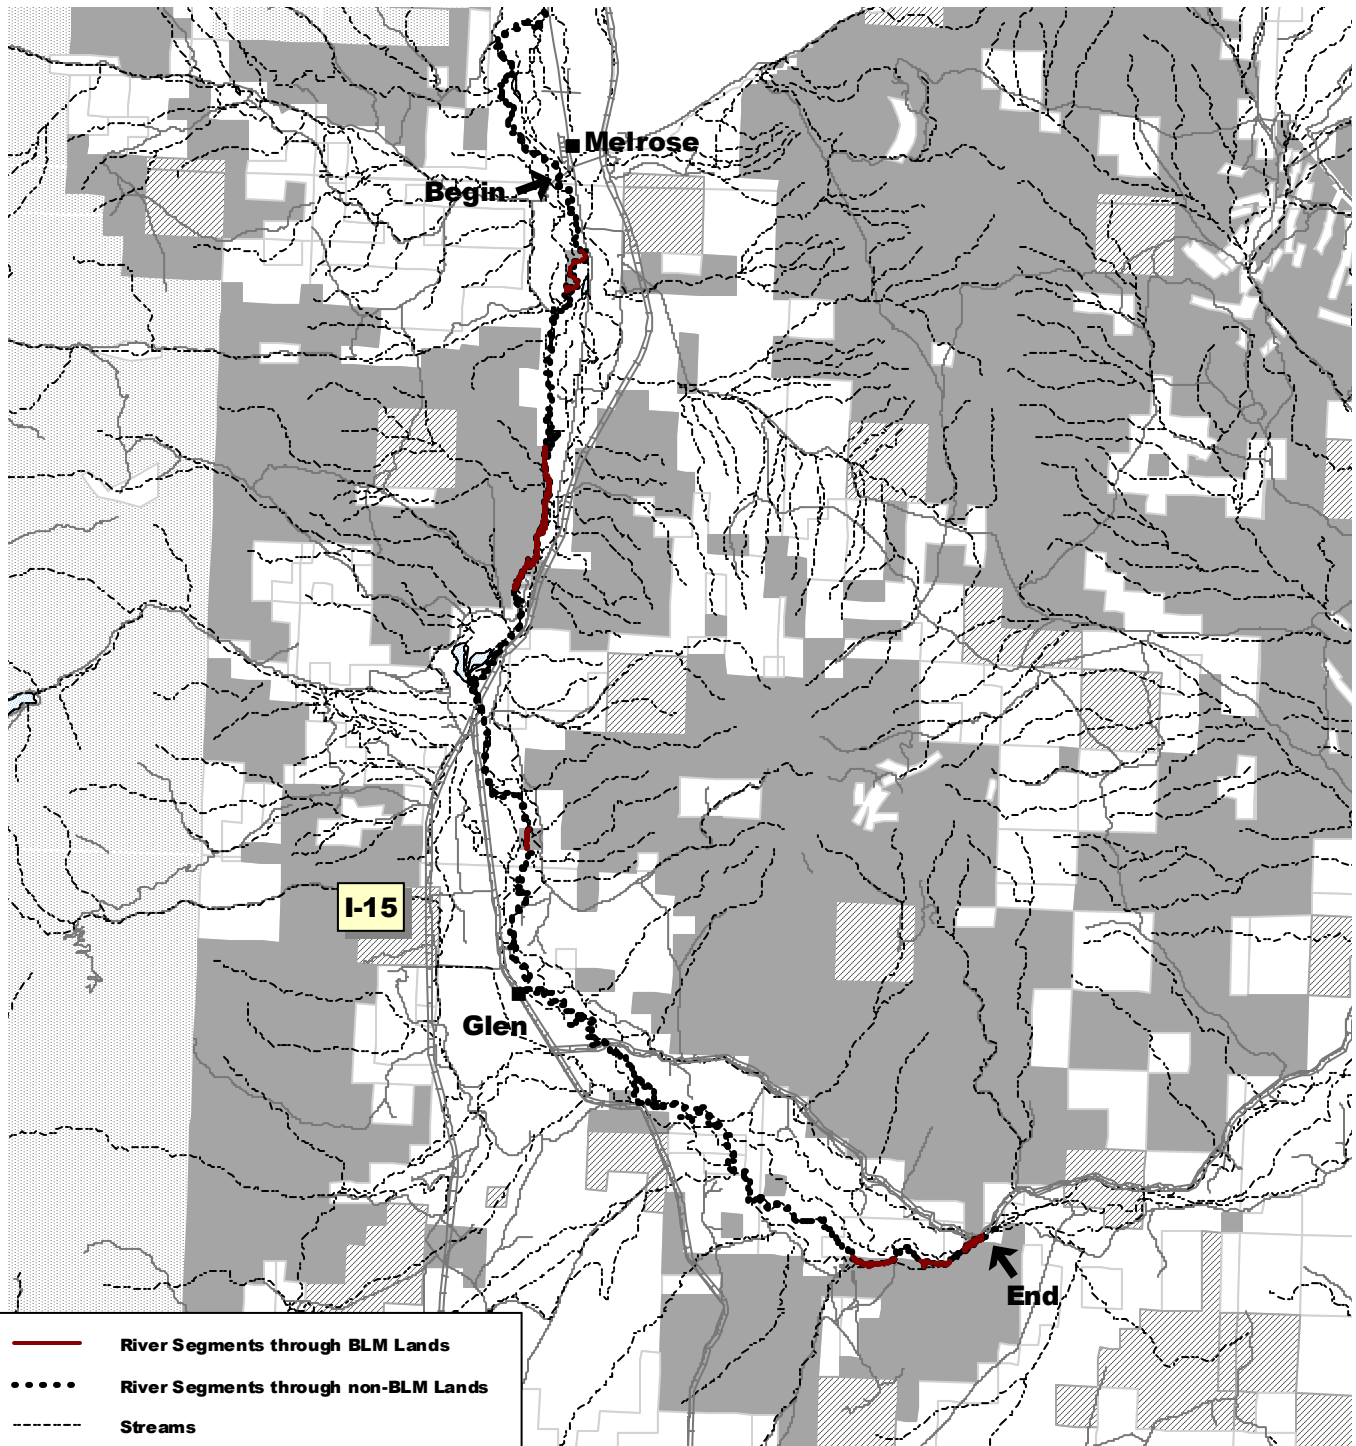 Melrose
Begin
I-15
Glen
End
River Segments through BLM Lands
River Segments through non-BLM Lands
Streams